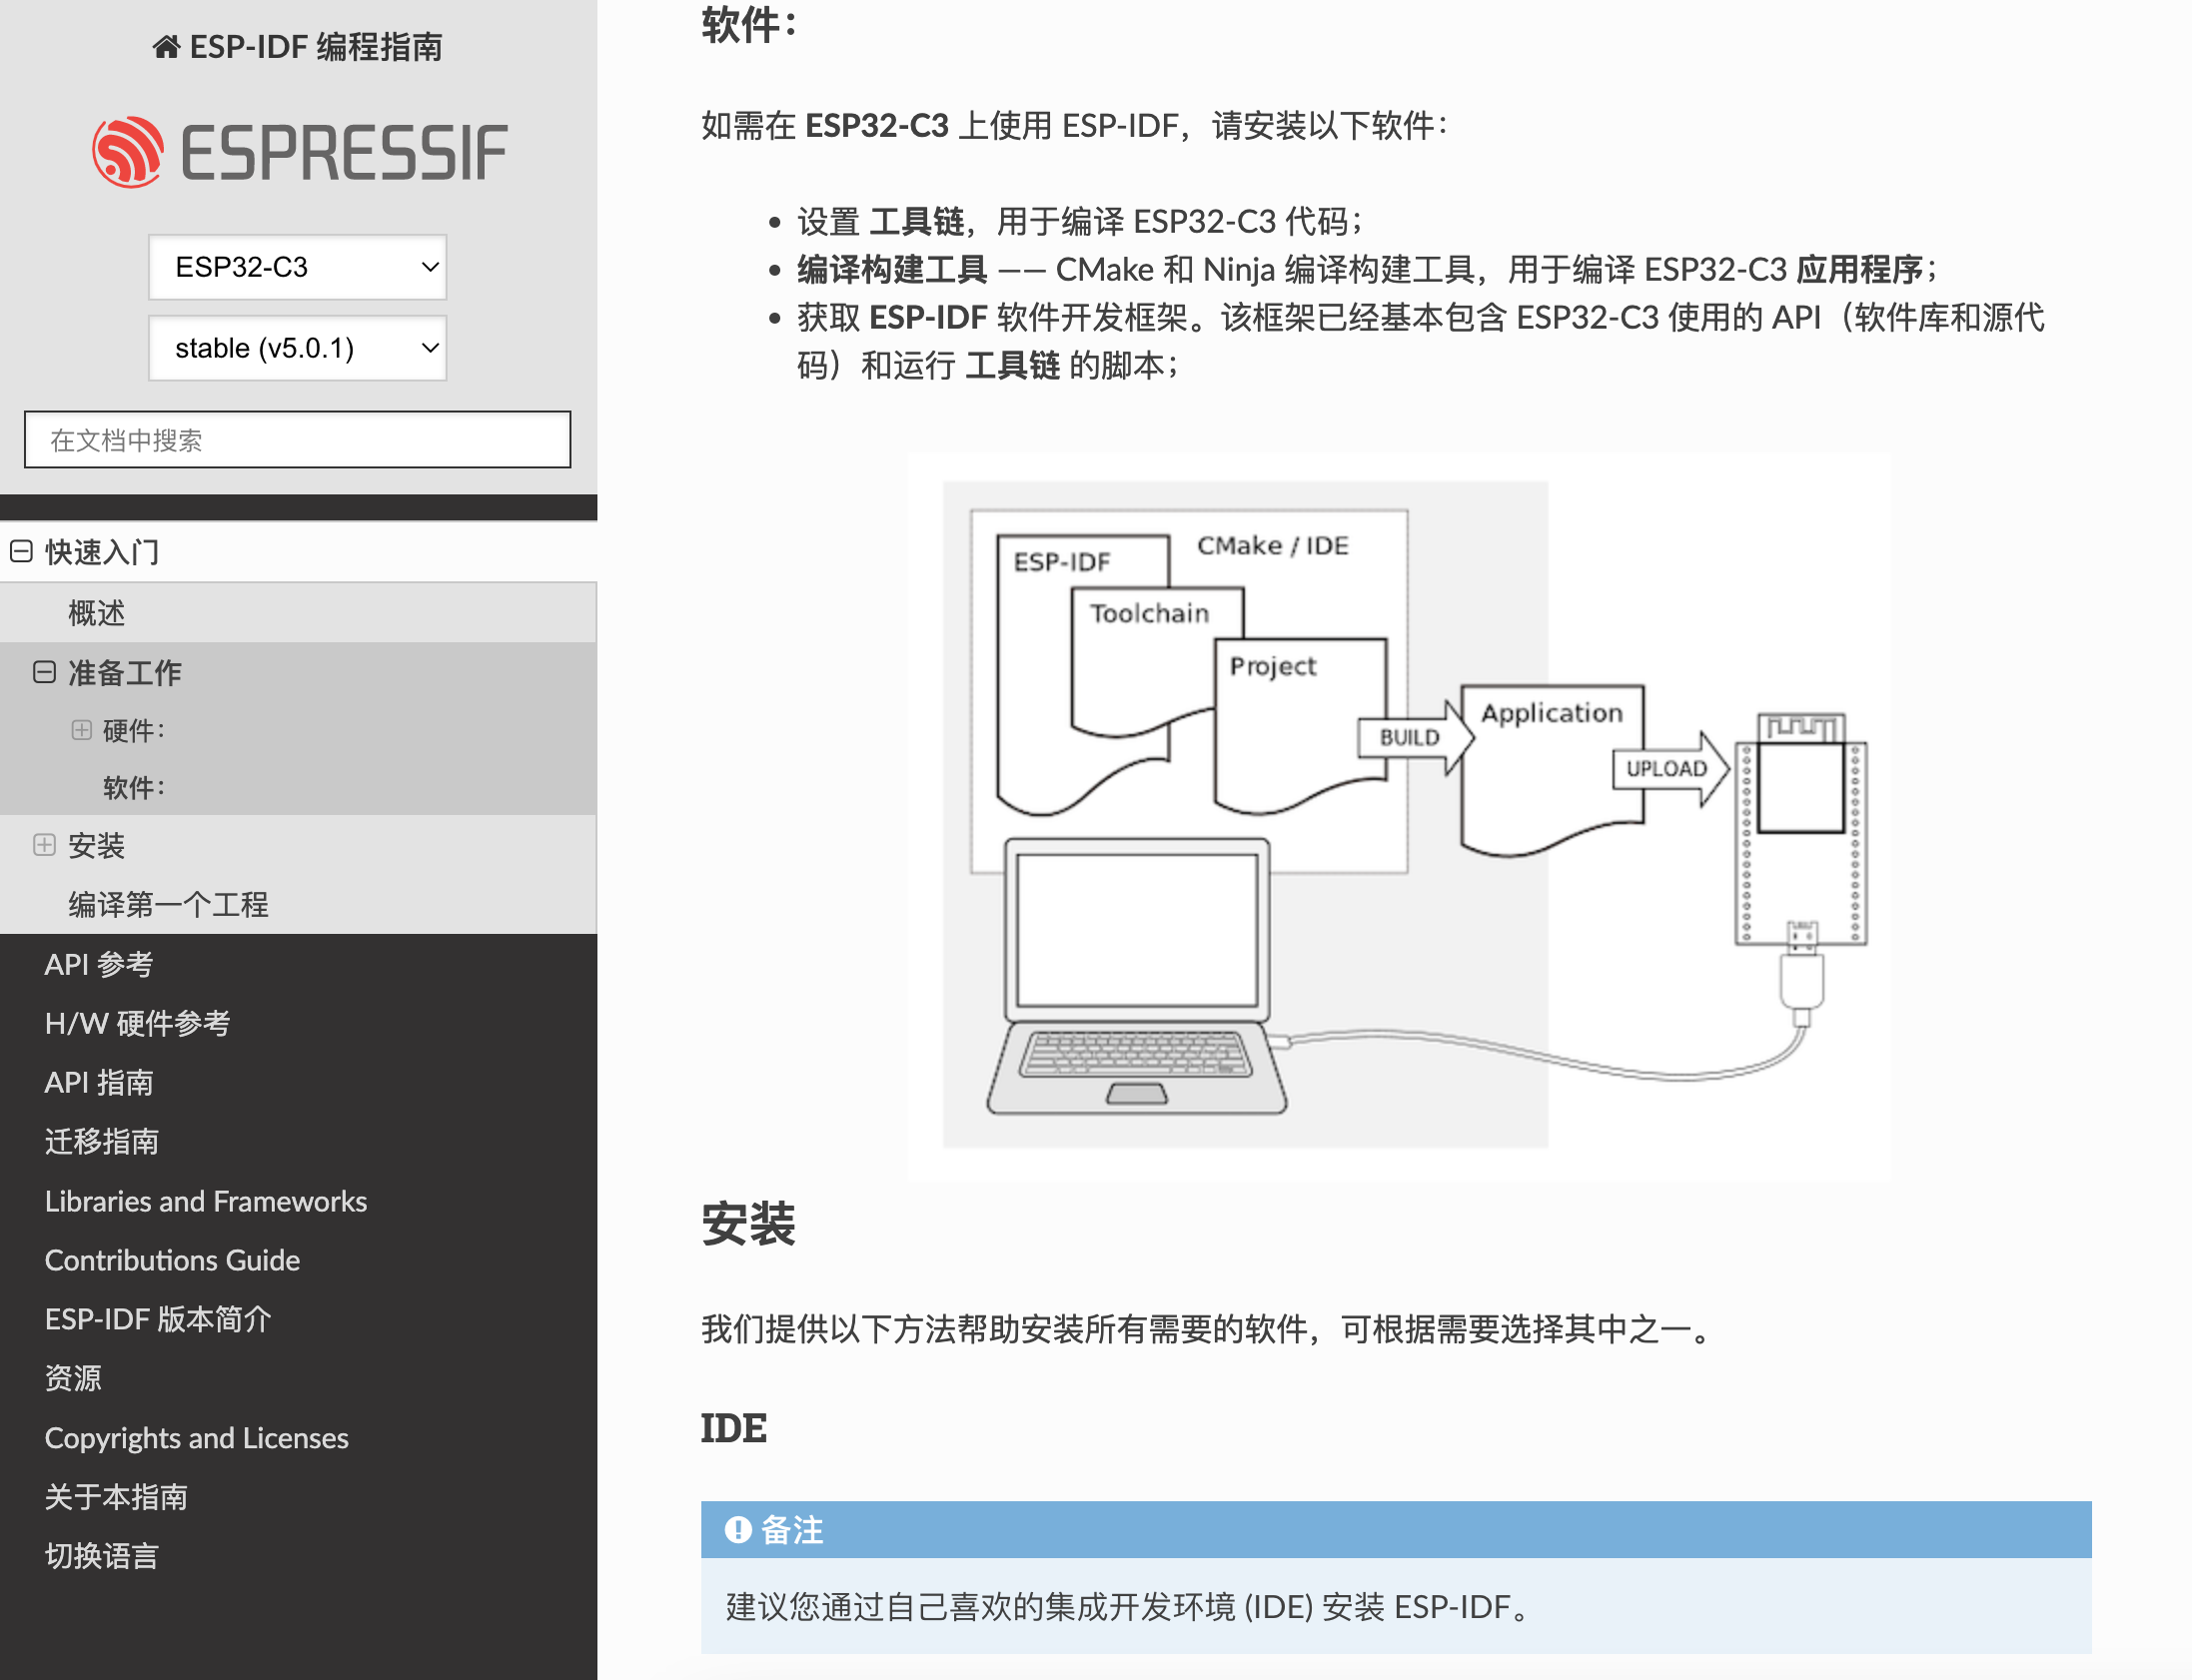 ESP-IDF 编程指南
ESPRESSIF
ESP32-C3
stable (v5.0.1)
在文档中搜索
快速入门
概述
准备工作
硬件：
软件：
安装
编译第一个工程
API 参考
H/W 硬件参考
API 指南
迁移指南
Libraries and Frameworks
Contributions Guide
ESP-IDF 版本简介
资源
Copyrights and Licenses
关于本指南
切换语言
软件：
如需在 ESP32-C3 上使用 ESP-IDF，请安装以下软件：
设置 工具链，用于编译 ESP32-C3 代码；
编译构建工具 —— CMake 和 Ninja 编译构建工具，用于编译 ESP32-C3 应用程序；
获取 ESP-IDF 软件开发框架。该框架已经基本包含 ESP32-C3 使用的 API（软件库和源代
码）和运行 工具链 的脚本；
CMake / IDE
ESP-IDF
Toolchain
Project
BUILD
Application
UPLOAD
安装
我们提供以下方法帮助安装所有需要的软件，可根据需要选择其中之一。
IDE
备注
建议您通过自己喜欢的集成开发环境 (IDE) 安装 ESP-IDF。